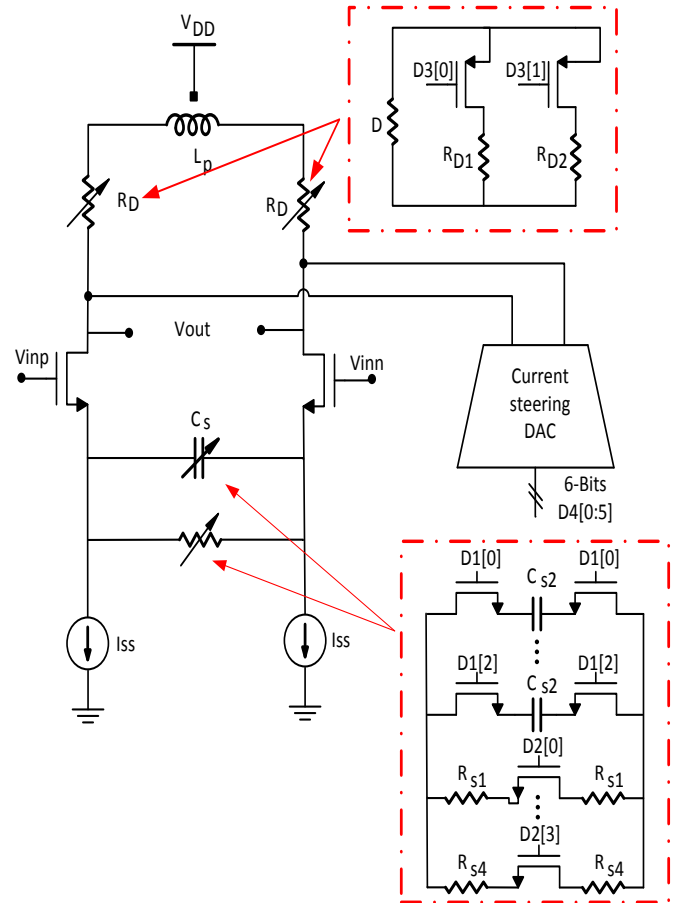 VDD
Lp
RD
RD
D3[0]
D3[1]
D
RD1
RD2
Vinp
Vout
Vinn
Current
steering
DAC
Cs
6-Bits
D4[0:5]
Iss
Iss
D1[0]
D1[0]
Cs2
D1[2]
D1[2]
Cs2
D2[0]
Rs1
Rs1
D2[3]
Rs4
Rs4